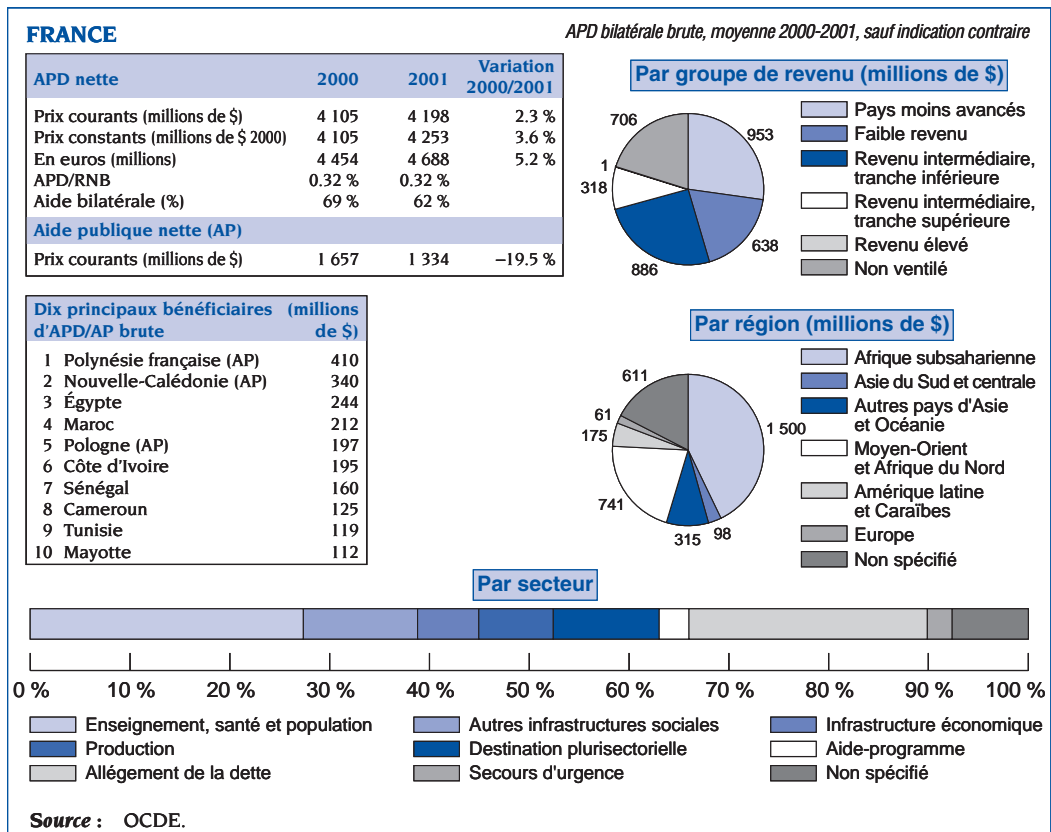 FRANCE
APD bilatérale brute, moyenne 2000-2001, sauf indication contraire
APD nette 2000 2001 Variation 2000/2001
Prix courants (millions de $) 4 105 4 198 2.3 %
Prix constants (millions de $ 2000) 4 105 4 253 3.6 %
En euros (millions) 4 454 4 688 5.2 %
APD/RNB 0.32 % 0.32 %
Aide bilatérale (%) 69 % 62 %
Aide publique nette (AP)
Prix courants (millions de $) 1 657 1 334 −19.5 %
Par groupe de revenu (millions de $)
706
953
1
318
638
886
Pays moins avancés
Faible revenu
Revenu intermédiaire,
tranche inférieure
Revenu intermédiaire,
tranche supérieure
Revenu élevé
Non ventilé
Dix principaux bénéficiaires (millions
d'APD/AP brute de $)
1 Polynésie française (AP) 410
2 Nouvelle-Calédonie (AP) 340
3 Égypte 244
4 Maroc 212
5 Pologne (AP) 197
6 Côte d'Ivoire 195
7 Sénégal 160
8 Cameroun 125
9 Tunisie 119
10 Mayotte 112
Par région (millions de $)
611
61
175
1 500
741
315
98
Afrique subsaharienne
Asie du Sud et centrale
Autres pays d'Asie
et Océanie
Moyen-Orient
et Afrique du Nord
Amérique latine
et Caraïbes
Europe
Non spécifié
Par secteur
0 % 10 % 20 % 30 % 40 % 50 % 60 % 70 % 80 % 90 % 100 %
Enseignement, santé et population Autres infrastructures sociales Infrastructure économique
Production Destination plurisectorielle Aide-programme
Allégement de la dette Secours d'urgence Non spécifié
Source : OCDE.